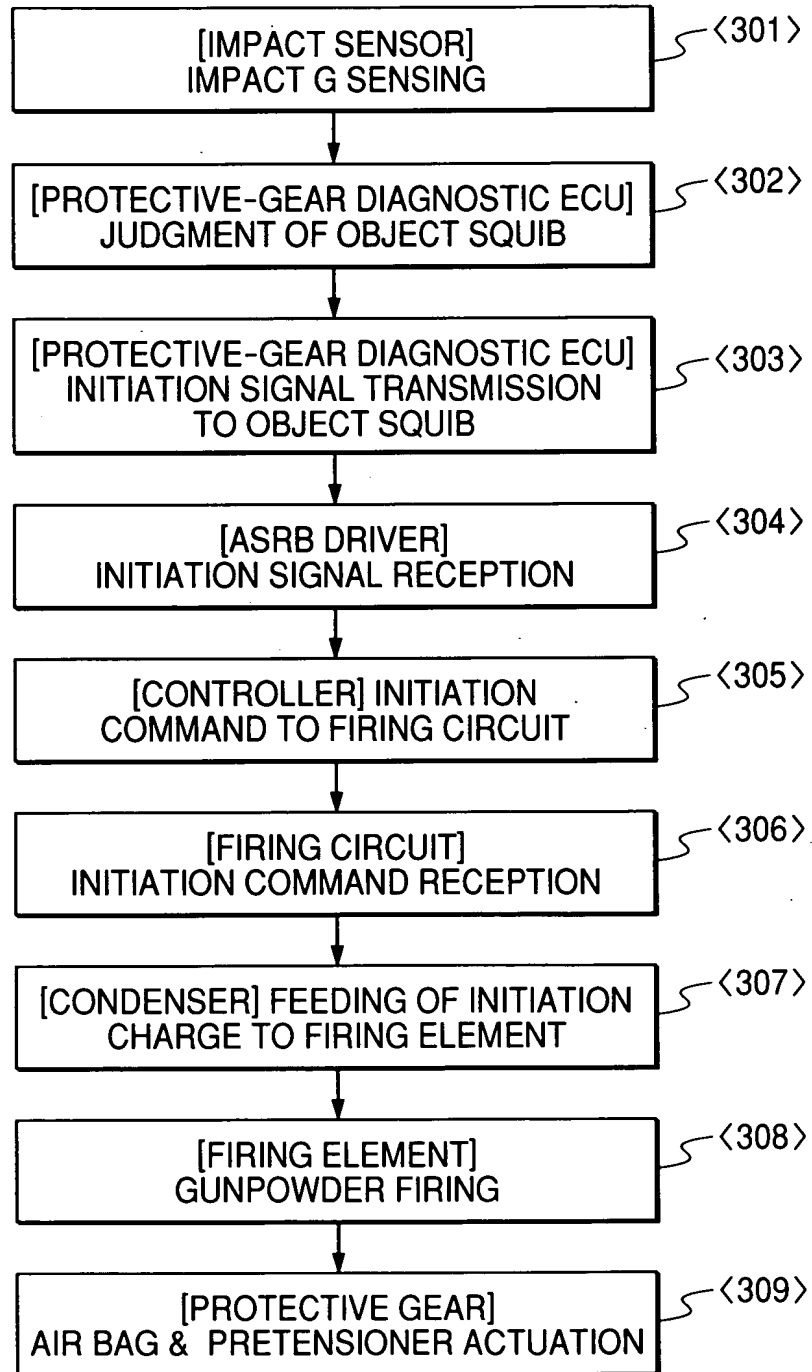 [IMPACT SENSOR]
IMPACT G SENSING
<301>
[PROTECTIVE-GEAR DIAGNOSTIC ECU]
JUDGMENT OF OBJECT SQUIB
<302>
[PROTECTIVE-GEAR DIAGNOSTIC ECU]
INITIATION SIGNAL TRANSMISSION
TO OBJECT SQUIB
<303>
[ASRB DRIVER]
INITIATION SIGNAL RECEPTION
<304>
[CONTROLLER] INITIATION
COMMAND TO FIRING CIRCUIT
<305>
[FIRING CIRCUIT]
INITIATION COMMAND RECEPTION
<306>
[CONDENSER] FEEDING OF INITIATION
CHARGE TO FIRING ELEMENT
<307>
[FIRING ELEMENT]
GUNPOWDER FIRING
<308>
[PROTECTIVE GEAR]
AIR BAG & PRETENSIONER ACTUATION
<309>